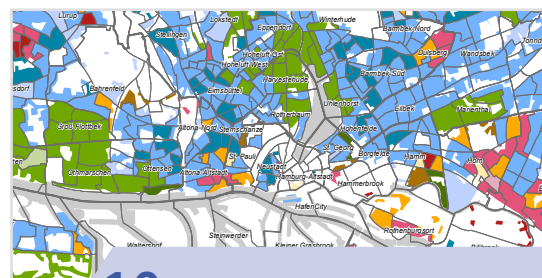 Lurup
Lokstedt
Winterhude
Stellingen
Eppendorf
Barmbek-Nord
Dulsberg
Wandsbek
Hoheluft-Ost
Hoheluft-West
Barmbek-Süd
Harvestehude
Bahrenfeld
Eimsbüttel
Uhlenhorst
Eilbek
Marienthal
Rotherbaum
Groß Flottbek
Altona-Nord
Sternschanze
Hohenfelde
St. Georg
Borgfelde
Hamm
Horn
St. Pauli
Neustadt
Othmarschen
Ottensen
Altona-Altstadt
Hamburg-Altstadt
Hammerbrook
HafenCity
Steinwerder
Rothenburgsort
Waltershof
Kleiner Grasbrook